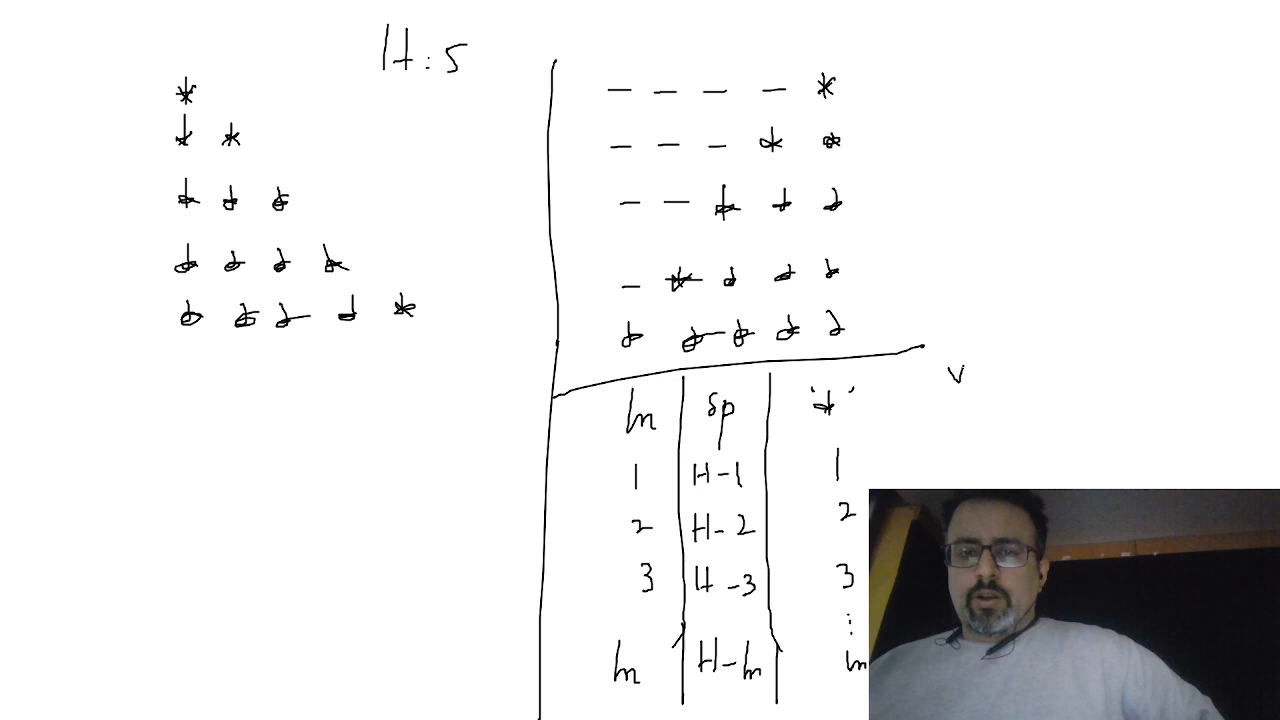 H: 5
*
* *
* * *
* * * *
* * * * *
- - - - *
- - - * *
- - * * *
- * * * *
* * * * *
ln sp '*'
1 H-1 1
2 H-2 2
3 H-3 3
⋮
ln H-ln ln